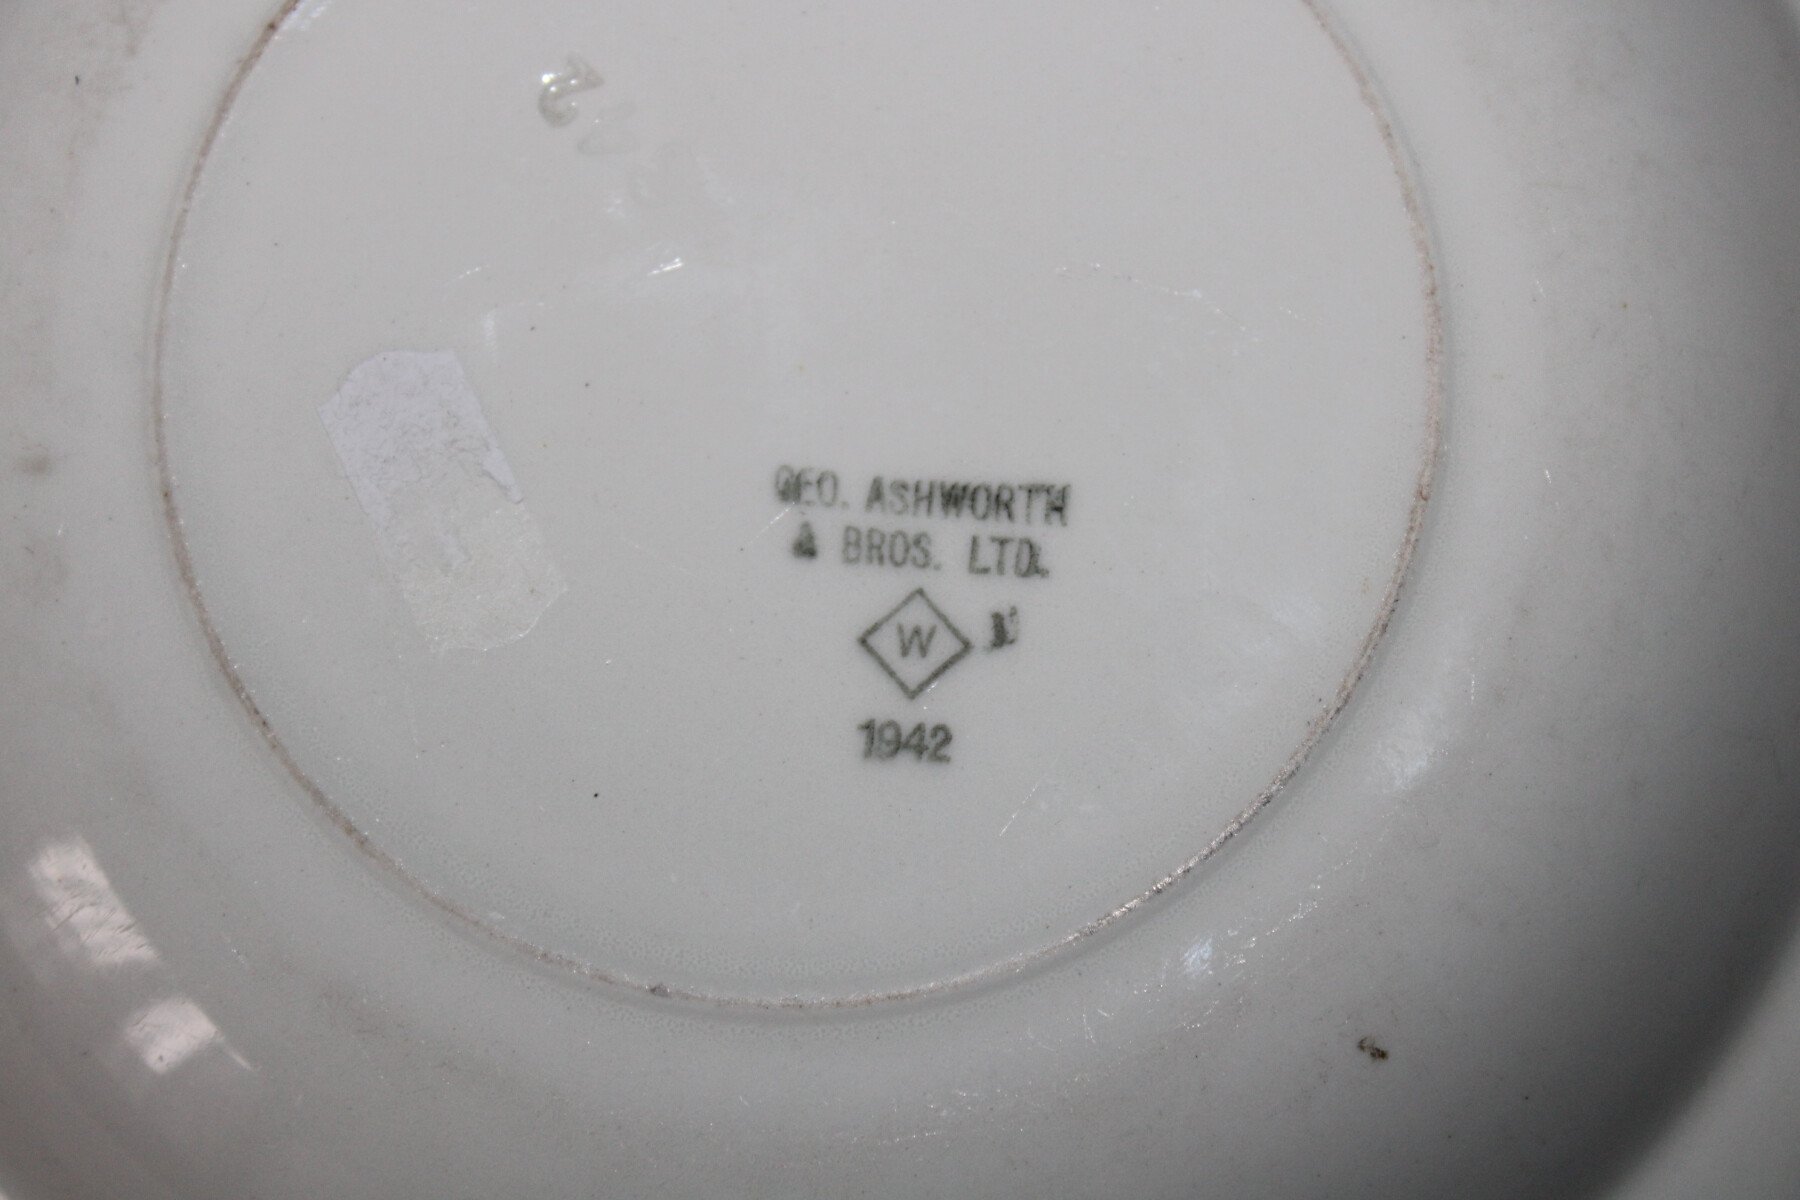 GEO. ASHWORTH
& BROS. LTD.
W
1942